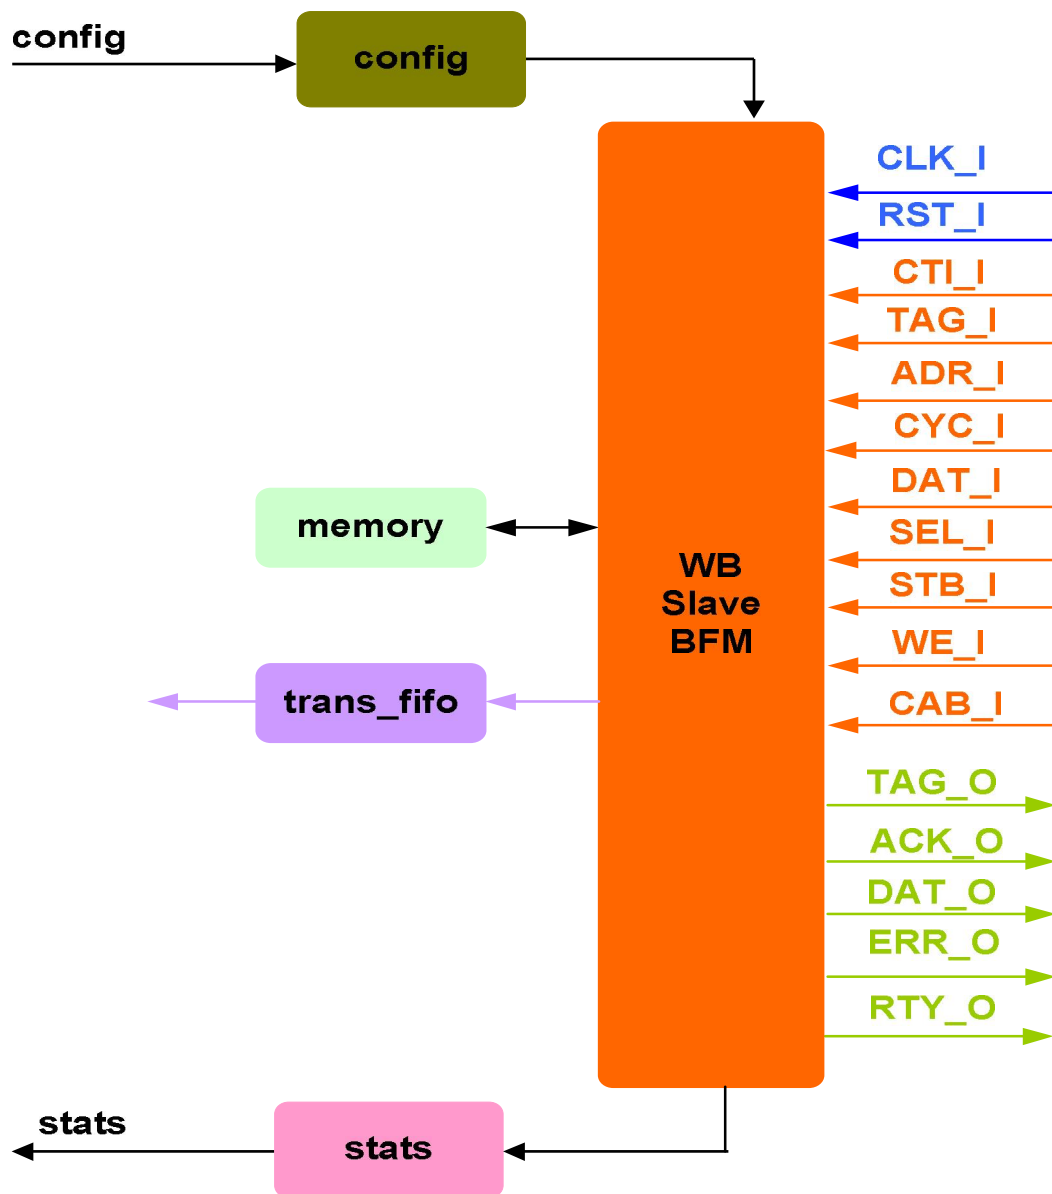 config
config
CLK_I
RST_I
CTI_I
TAG_I
ADR_I
CYC_I
DAT_I
SEL_I
STB_I
WE_I
CAB_I
memory
WB
Slave
BFM
trans_fifo
TAG_O
ACK_O
DAT_O
ERR_O
RTY_O
stats
stats